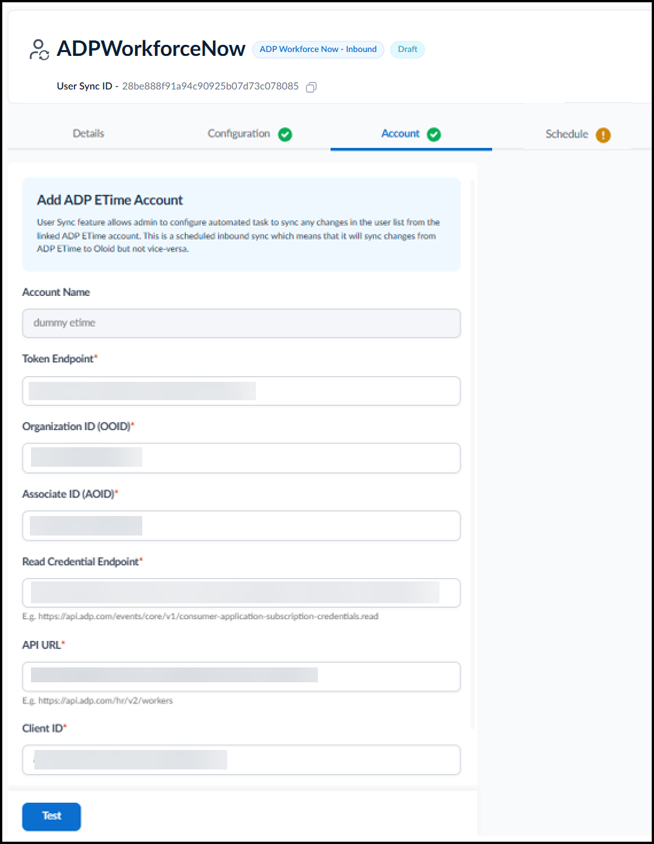 ADPWorkforceNow ADP Workforce Now - Inbound Draft
User Sync ID - 28be888f91a94c90925b07d73c078085
Details Configuration Account Schedule
Add ADP ETime Account
User Sync feature allows admin to configure automated task to sync any changes in the user list from the
linked ADP ETime account. This is a scheduled inbound sync which means that it will sync changes from
ADP ETime to Oloid but not vice-versa.
Account Name
dummy etime
Token Endpoint*
Organization ID (OOID)*
Associate ID (AOID)*
Read Credential Endpoint*
E.g. https://api.adp.com/events/core/v1/consumer-application-subscription-credentials.read
API URL*
E.g. https://api.adp.com/hr/v2/workers
Client ID*
Test